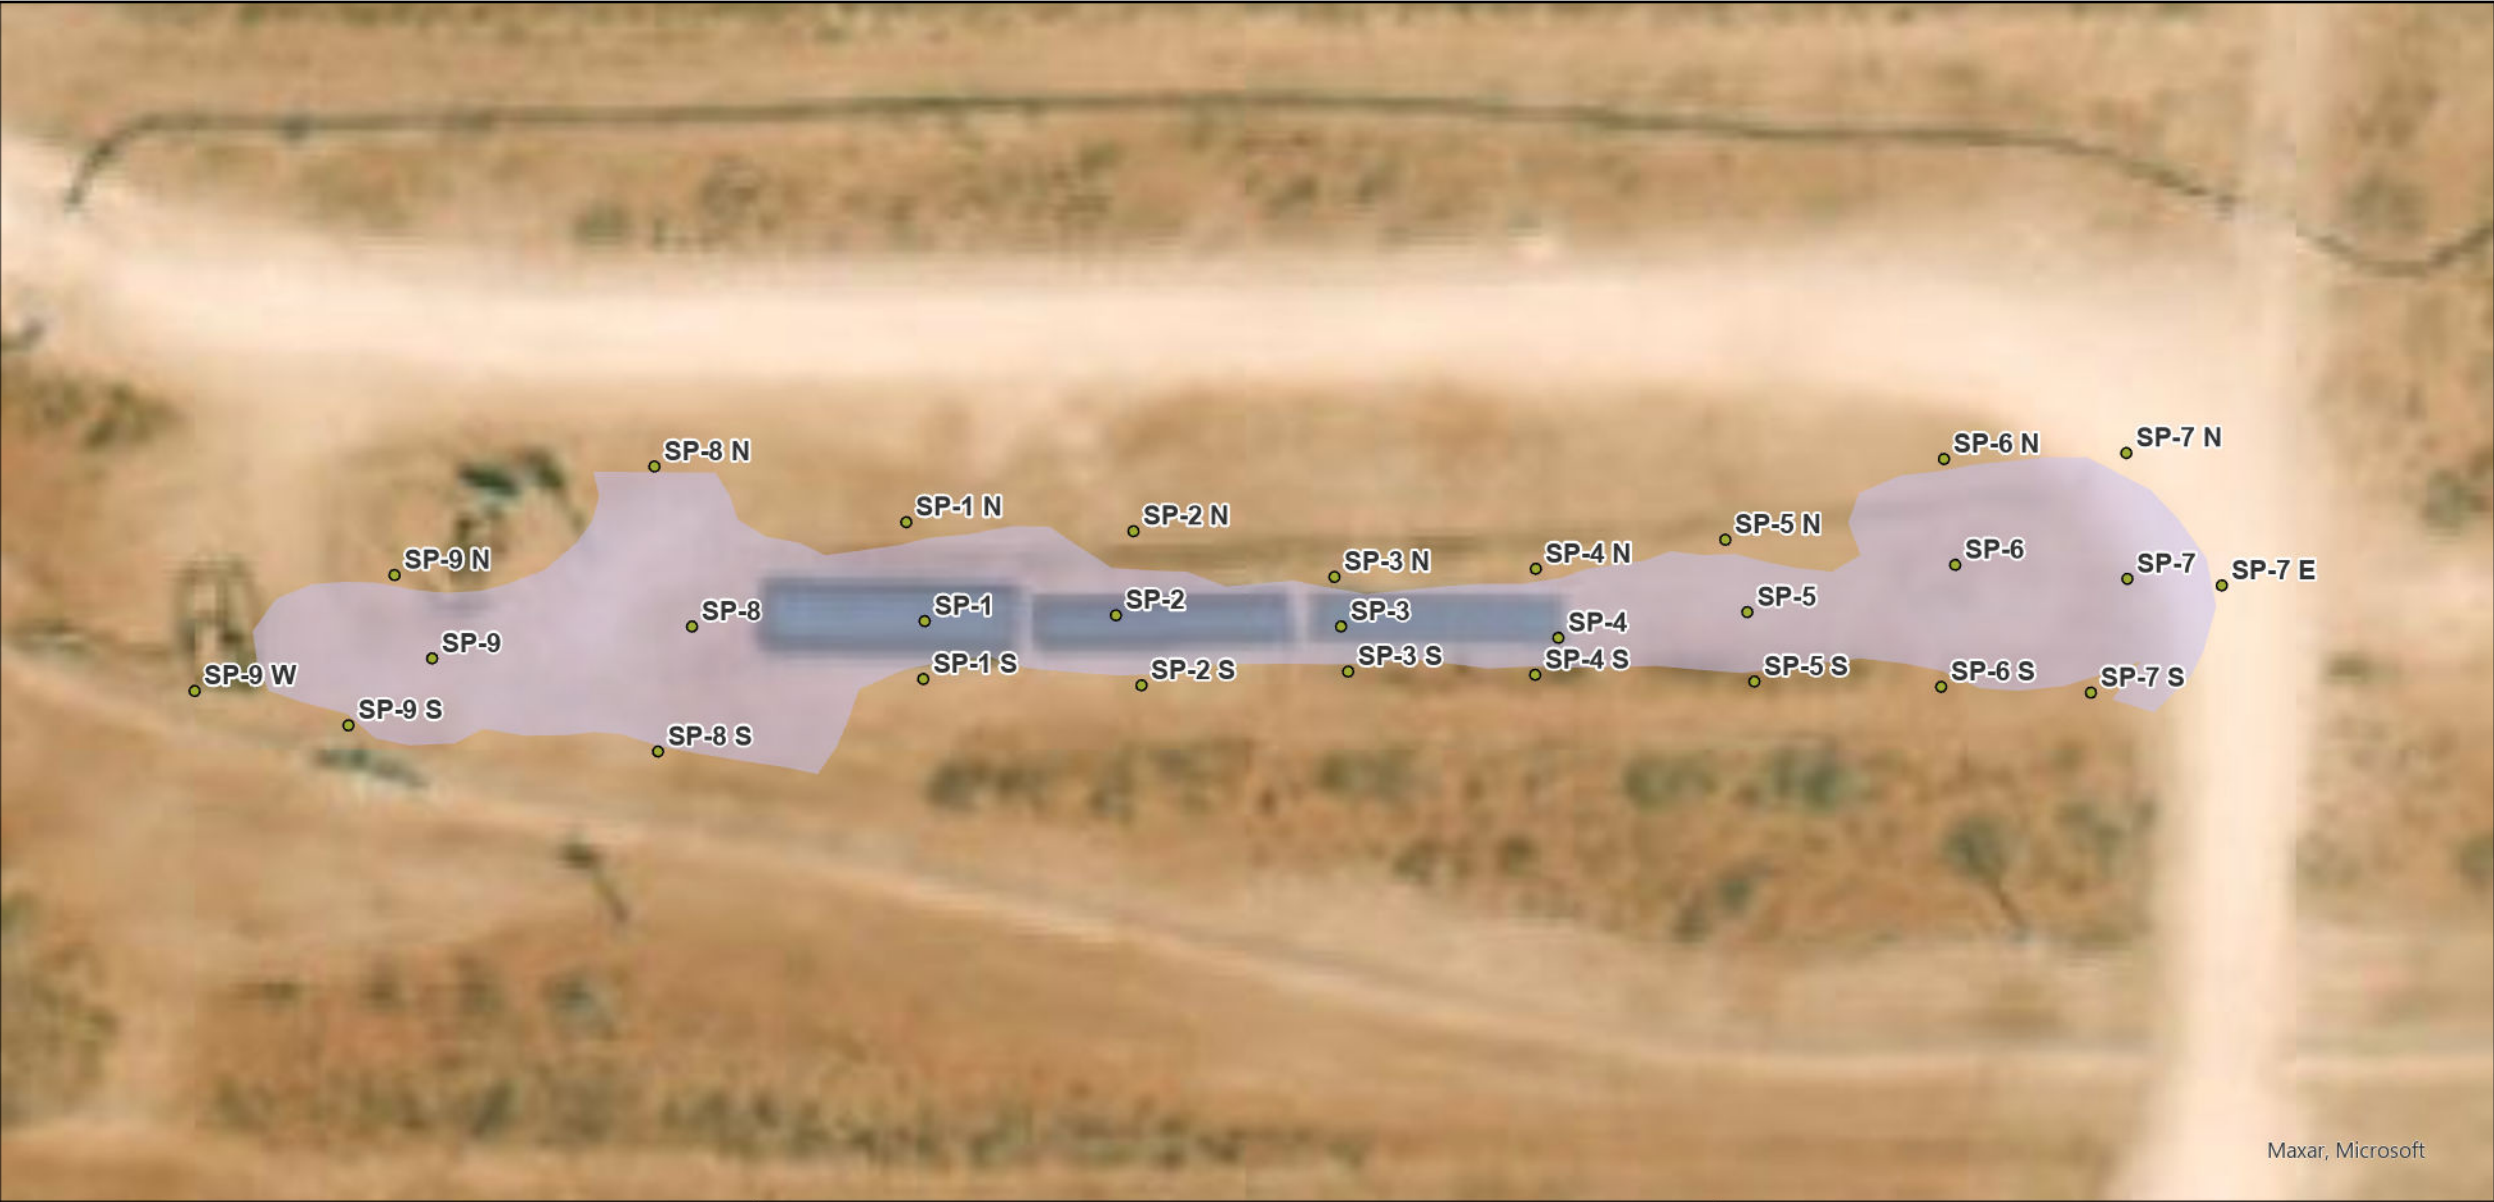 SP-7 N
SP-6 N
SP-8 N
SP-1 N
SP-2 N
SP-5 N
SP-4 N
SP-9 N
SP-3 N
SP-6
SP-7
SP-7 E
SP-5
SP-2
SP-1
SP-8
SP-3
SP-4
SP-9
SP-3 S
SP-4 S
SP-1 S
SP-5 S
SP-2 S
SP-6 S
SP-9 W
SP-7 S
SP-9 S
SP-8 S
Maxar, Microsoft